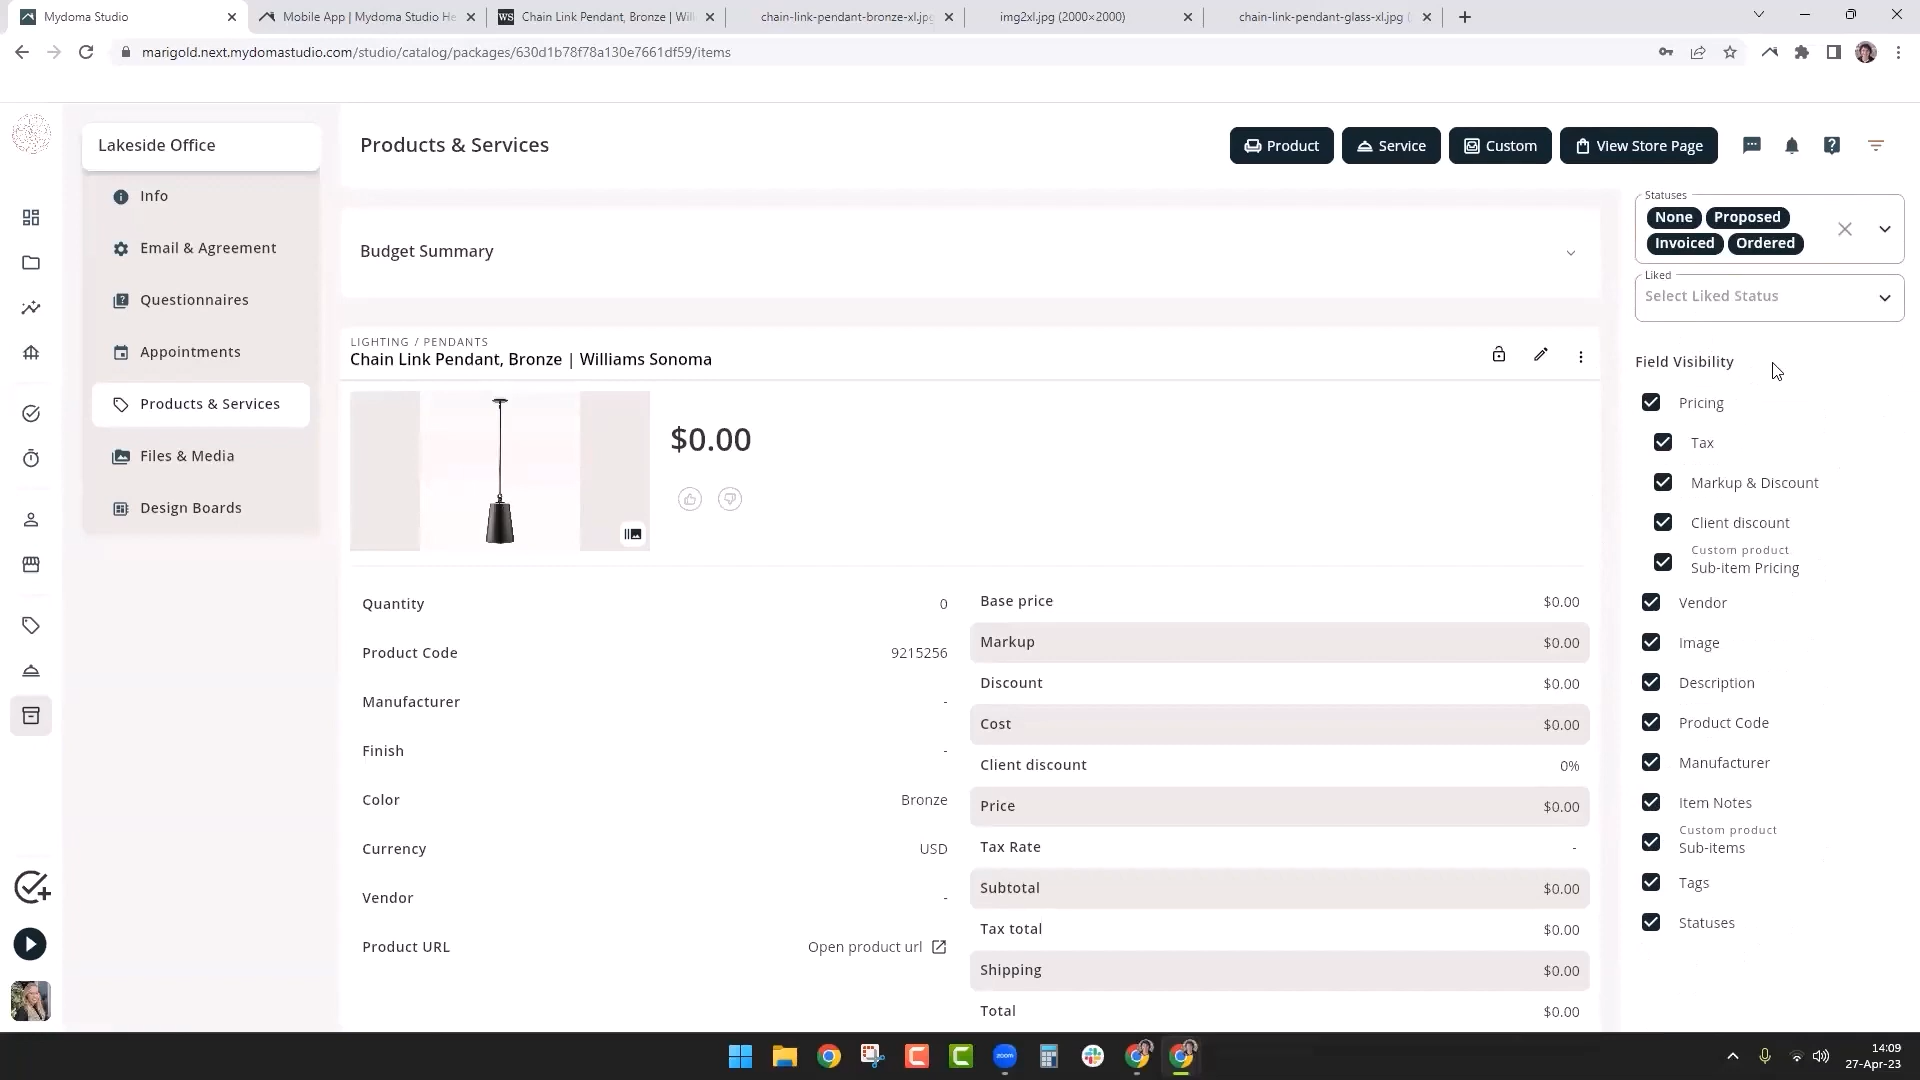 Mydoma Studio
Mobile App | Mydoma Studio He
Chain Link Pendant, Bronze | Will
chain-link-pendant-bronze-xl.jpg
img2xl.jpg (2000×2000)
chain-link-pendant-glass-xl.jpg (
marigold.next.mydomastudio.com/studio/catalog/packages/630d1b78f78a130e7661df59/items
Lakeside Office
Info
Email & Agreement
Questionnaires
Appointments
Products & Services
Files & Media
Design Boards
Products & Services
Product
Service
Custom
View Store Page
Budget Summary
LIGHTING / PENDANTS
Chain Link Pendant, Bronze | Williams Sonoma
$0.00
Quantity 0
Product Code 9215256
Manufacturer -
Finish -
Color Bronze
Currency USD
Vendor -
Product URL Open product url
Base price $0.00
Markup $0.00
Discount $0.00
Cost $0.00
Client discount 0%
Price $0.00
Tax Rate -
Subtotal $0.00
Tax total $0.00
Shipping $0.00
Total $0.00
Statuses
None Proposed
Invoiced Ordered
Liked
Select Liked Status
Field Visibility
Pricing
Tax
Markup & Discount
Client discount
Custom product
Sub-item Pricing
Vendor
Image
Description
Product Code
Manufacturer
Item Notes
Custom product
Sub-items
Tags
Statuses
zoom
14:09
27-Apr-23